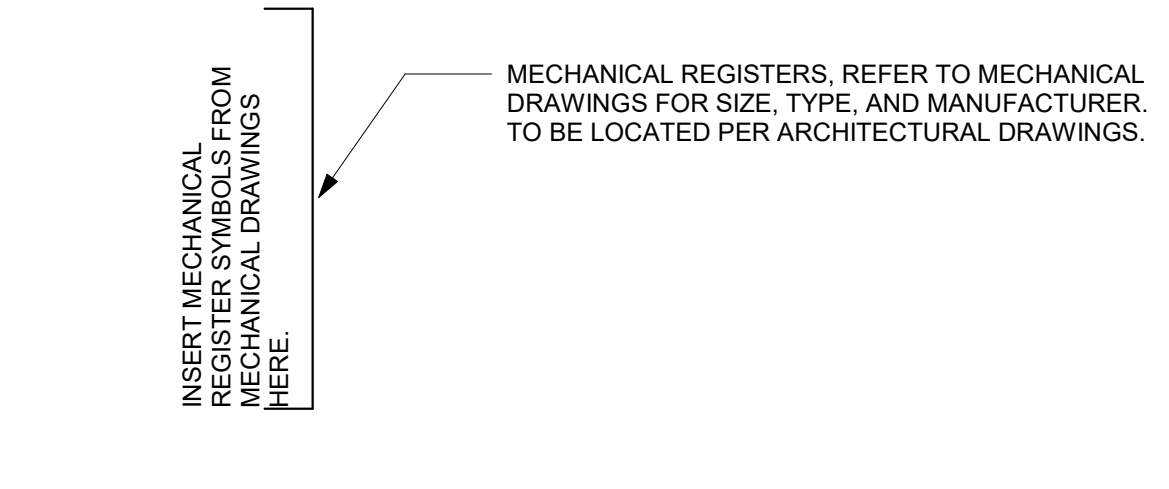 INSERT MECHANICAL
REGISTER SYMBOLS FROM
MECHANICAL DRAWINGS
HERE.
MECHANICAL REGISTERS, REFER TO MECHANICAL
DRAWINGS FOR SIZE, TYPE, AND MANUFACTURER.
TO BE LOCATED PER ARCHITECTURAL DRAWINGS.